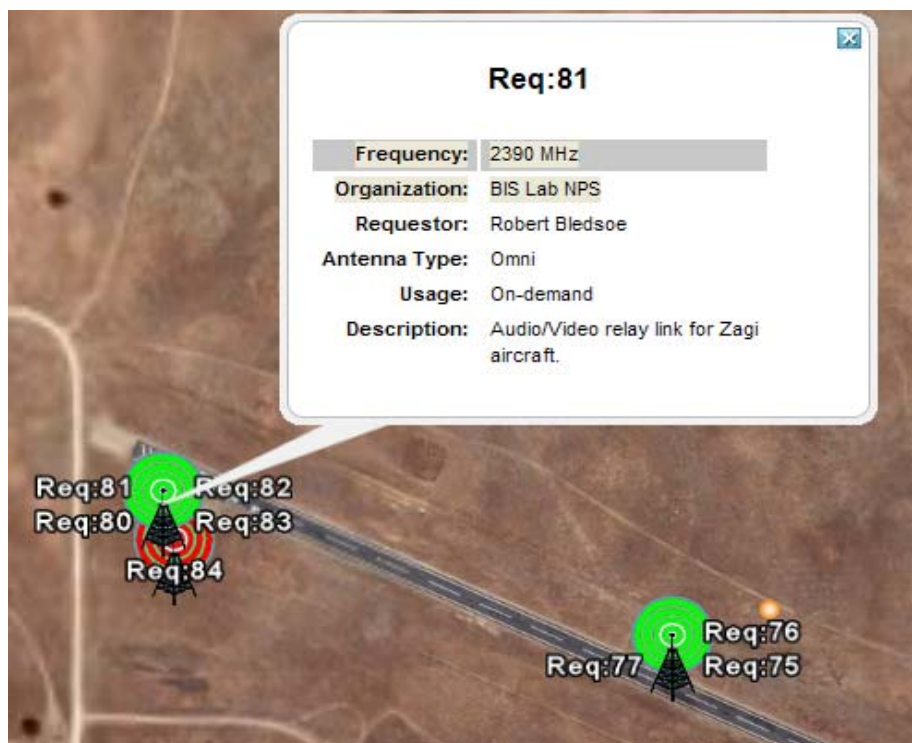 Req:81
Frequency: 2390 MHz
Organization: BIS Lab NPS
Requestor: Robert Bledsoe
Antenna Type: Omni
Usage: On-demand
Description: Audio/Video relay link for Zagi
aircraft.
Req:81 Req:82
Req:80 Req:83
Req:84
Req:76
Req:77 Req:75